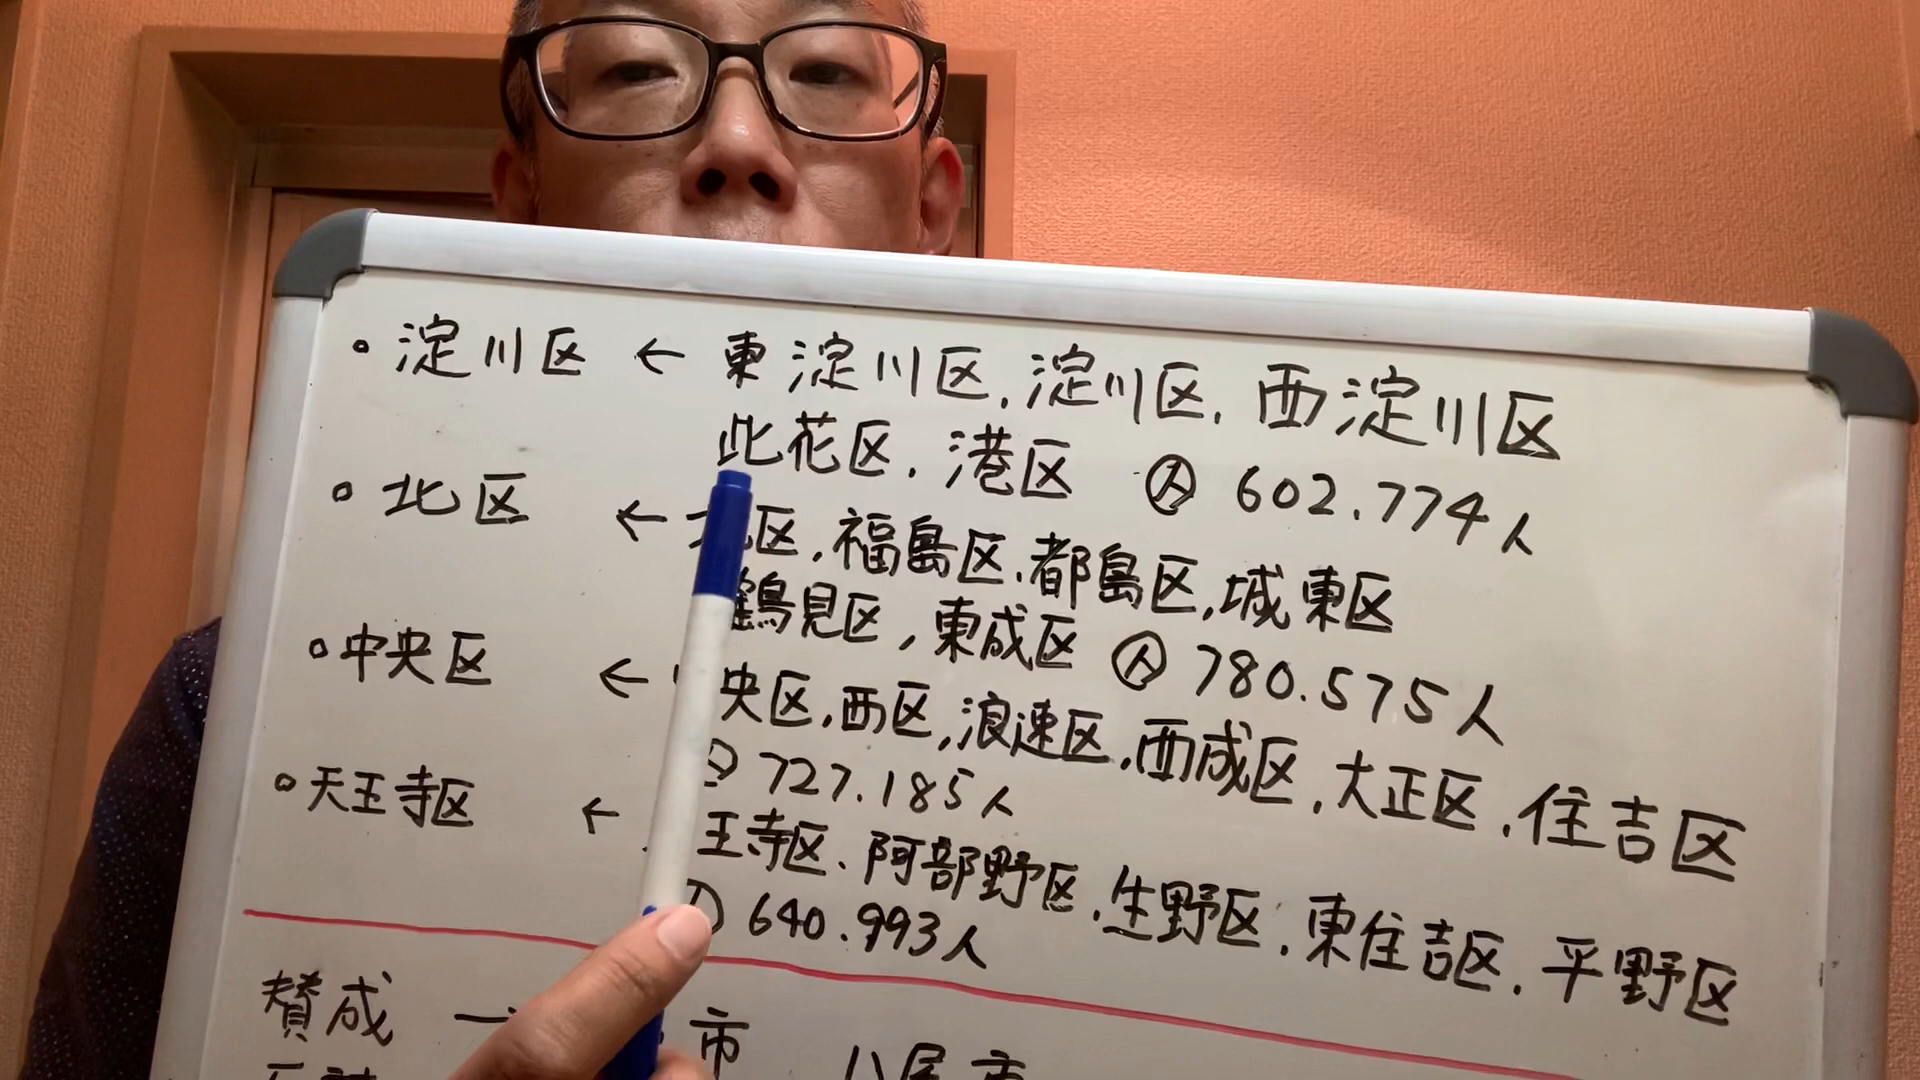 淀川区 ← 東淀川区, 淀川区, 西淀川区
此花区, 港区 人 602.774人
北区 ← 区, 福島区, 都島区, 城東区
鶴見区, 東成区 人 780.575人
中央区 ← 央区, 西区, 浪速区, 西成区, 大正区, 住吉区
727.185人
天王寺区 ← 王寺区, 阿部野区, 生野区, 東住吉区, 平野区
640.993人
賛成 市 八尾市